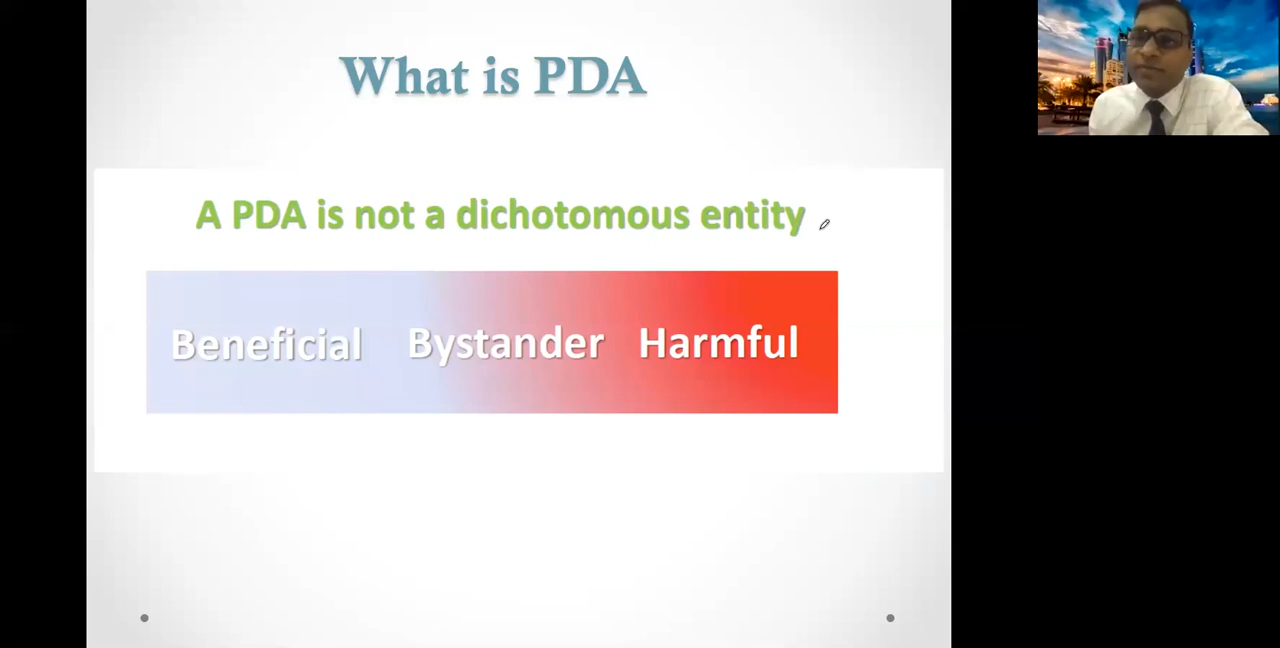 What is PDA
A PDA is not a dichotomous entity
Beneficial Bystander Harmful